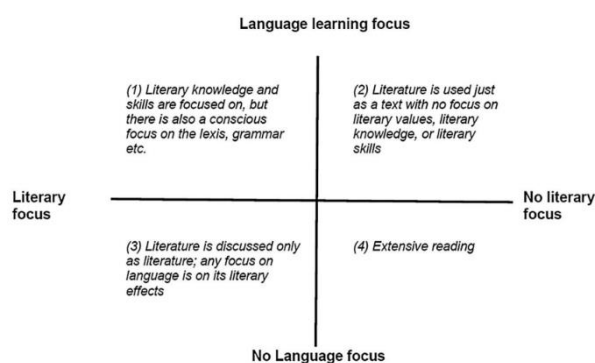 Language learning focus
(1) Literary knowledge and
skills are focused on, but
there is also a conscious
focus on the lexis, grammar
etc.
(2) Literature is used just
as a text with no focus on
literary values, literary
knowledge, or literary
skills
Literary
focus
No literary
focus
(3) Literature is discussed only
as literature; any focus on
language is on its literary
effects
(4) Extensive reading
No Language focus